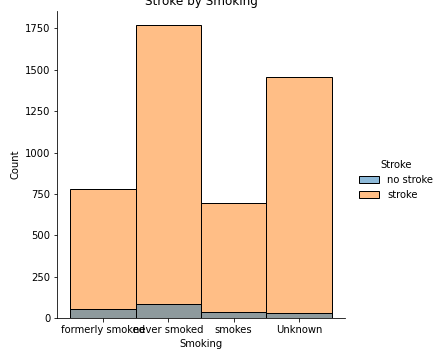 Stroke by Smoking
1750
1500
1250
1000
750
500
250
0
Count
formerly smoked never smoked smokes Unknown
Smoking
Stroke
no stroke
stroke